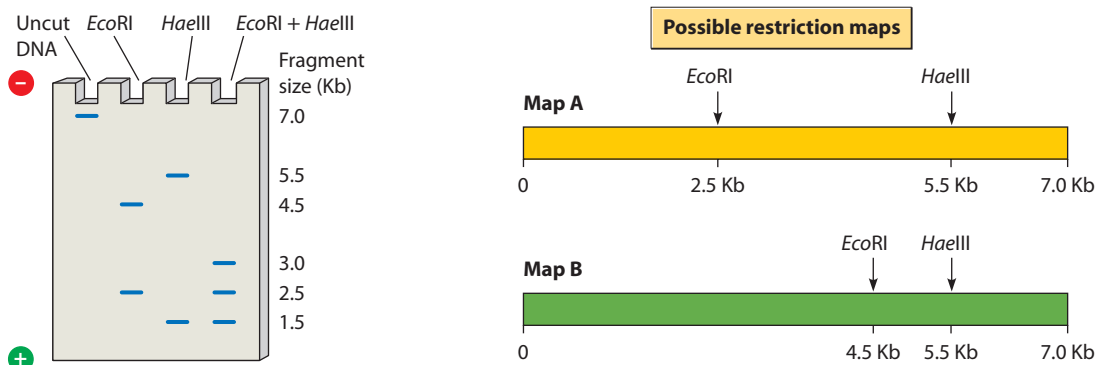 Uncut EcoRI HaeIII EcoRI + HaeIII
DNA
Fragment
size (Kb)
−
7.0
5.5
4.5
3.0
2.5
1.5
+
Possible restriction maps
EcoRI HaeIII
Map A
0 2.5 Kb 5.5 Kb 7.0 Kb
EcoRI HaeIII
Map B
0 4.5 Kb 5.5 Kb 7.0 Kb